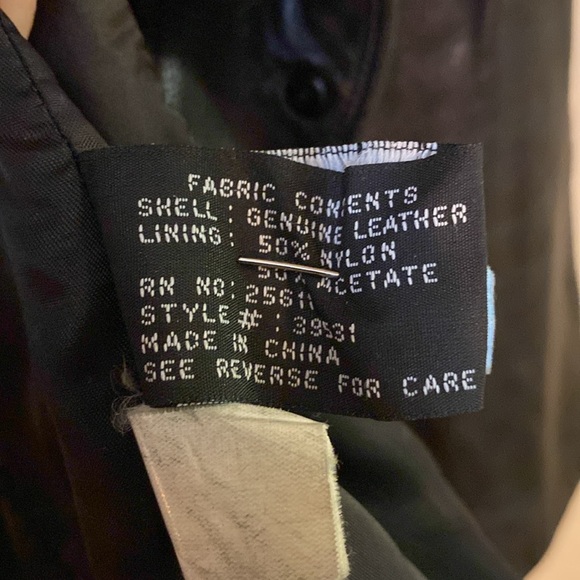 FABRIC CONTENTS
SHELL: GENUINE LEATHER
LINING: 50% NYLON
50% ACETATE
RN NO:
STYLE#: 39531
MADE IN CHINA
SEE REVERSE FOR CARE